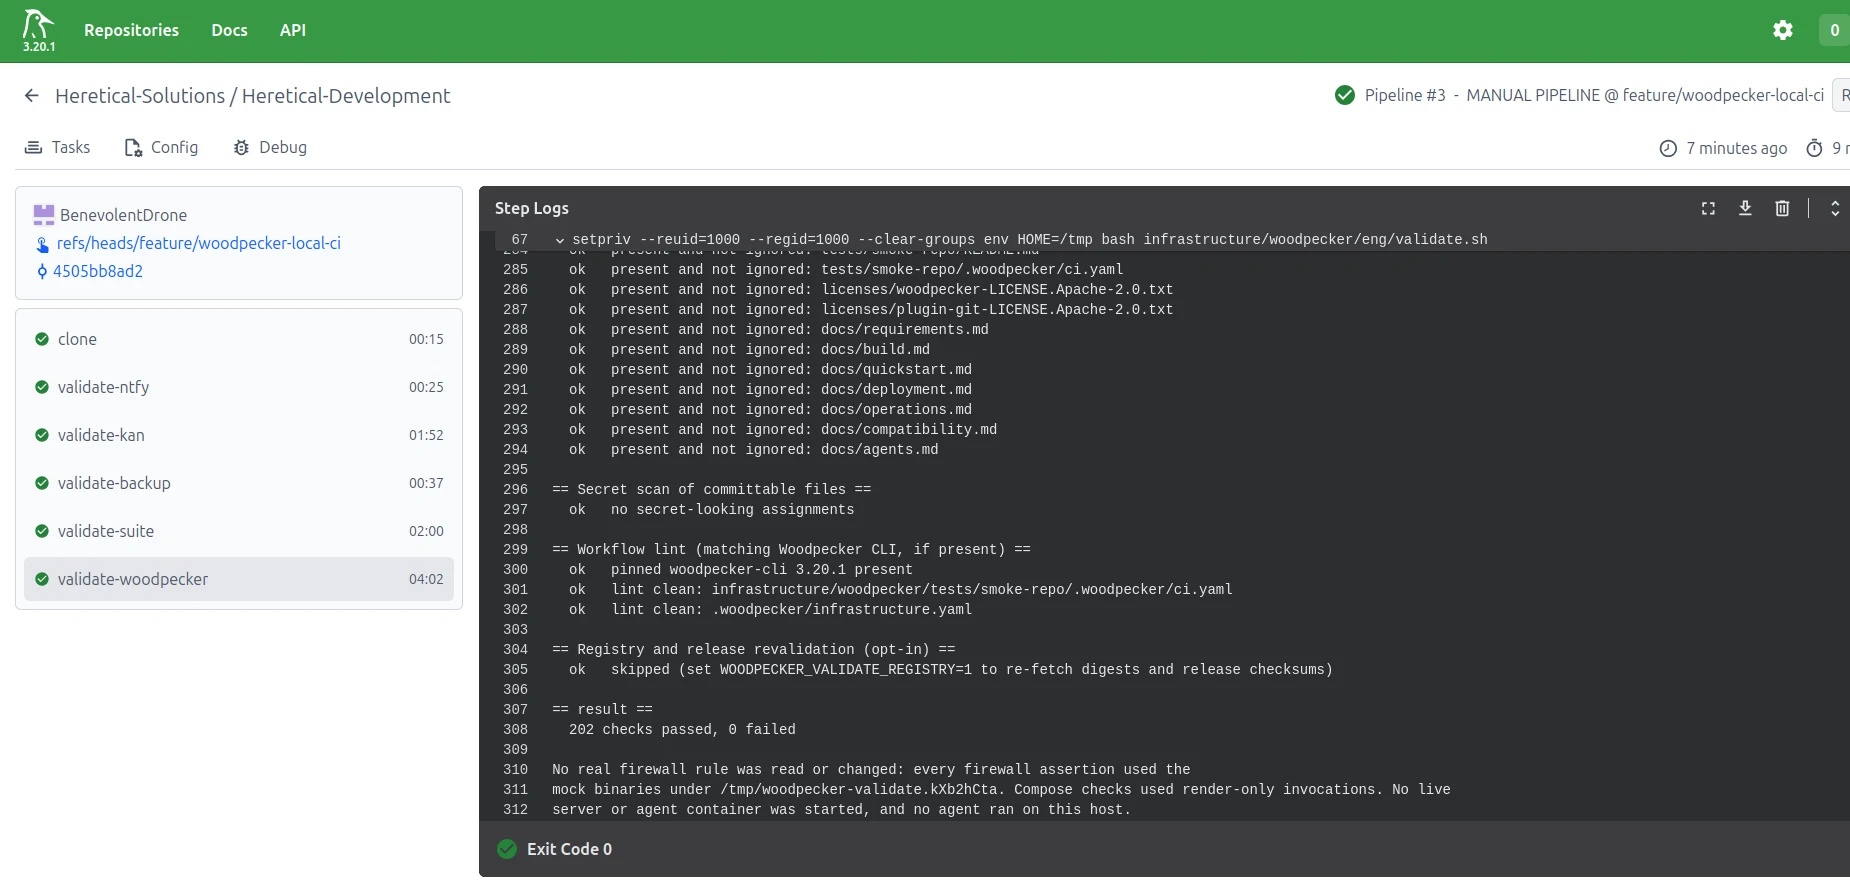 3.20.1
Repositories Docs API
0
Heretical-Solutions / Heretical-Development
Pipeline #3 - MANUAL PIPELINE @ feature/woodpecker-local-ci
Tasks Config Debug
7 minutes ago 9
BenevolentDrone
refs/heads/feature/woodpecker-local-ci
4505bb8ad2
clone 00:15
validate-ntfy 00:25
validate-kan 01:52
validate-backup 00:37
validate-suite 02:00
validate-woodpecker 04:02
Step Logs
67 setpriv --reuid=1000 --regid=1000 --clear-groups env HOME=/tmp bash infrastructure/woodpecker/eng/validate.sh
284 ok present and not ignored: tests/smoke-repo/README.md
285 ok present and not ignored: tests/smoke-repo/.woodpecker/ci.yaml
286 ok present and not ignored: licenses/woodpecker-LICENSE.Apache-2.0.txt
287 ok present and not ignored: licenses/plugin-git-LICENSE.Apache-2.0.txt
288 ok present and not ignored: docs/requirements.md
289 ok present and not ignored: docs/build.md
290 ok present and not ignored: docs/quickstart.md
291 ok present and not ignored: docs/deployment.md
292 ok present and not ignored: docs/operations.md
293 ok present and not ignored: docs/compatibility.md
294 ok present and not ignored: docs/agents.md
295
296 == Secret scan of committable files ==
297 ok no secret-looking assignments
298
299 == Workflow lint (matching Woodpecker CLI, if present) ==
300 ok pinned woodpecker-cli 3.20.1 present
301 ok lint clean: infrastructure/woodpecker/tests/smoke-repo/.woodpecker/ci.yaml
302 ok lint clean: .woodpecker/infrastructure.yaml
303
304 == Registry and release revalidation (opt-in) ==
305 ok skipped (set WOODPECKER_VALIDATE_REGISTRY=1 to re-fetch digests and release checksums)
306
307 == result ==
308 202 checks passed, 0 failed
309
310 No real firewall rule was read or changed: every firewall assertion used the
311 mock binaries under /tmp/woodpecker-validate.kXb2hCta. Compose checks used render-only invocations. No live
312 server or agent container was started, and no agent ran on this host.
Exit Code 0